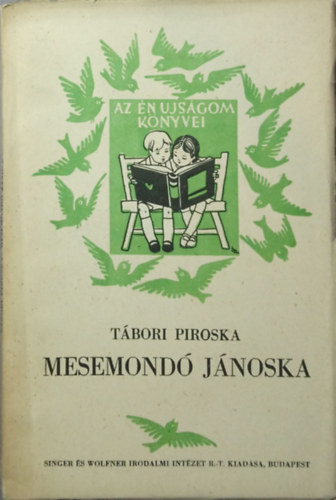 AZ ÉN UJSÁGOM
KÖNYVEI
TÁBORI PIROSKA
MESEMONDÓ JÁNOSKA
SINGER ÉS WOLFNER IRODALMI INTÉZET R.-T. KIADÁSA, BUDAPEST